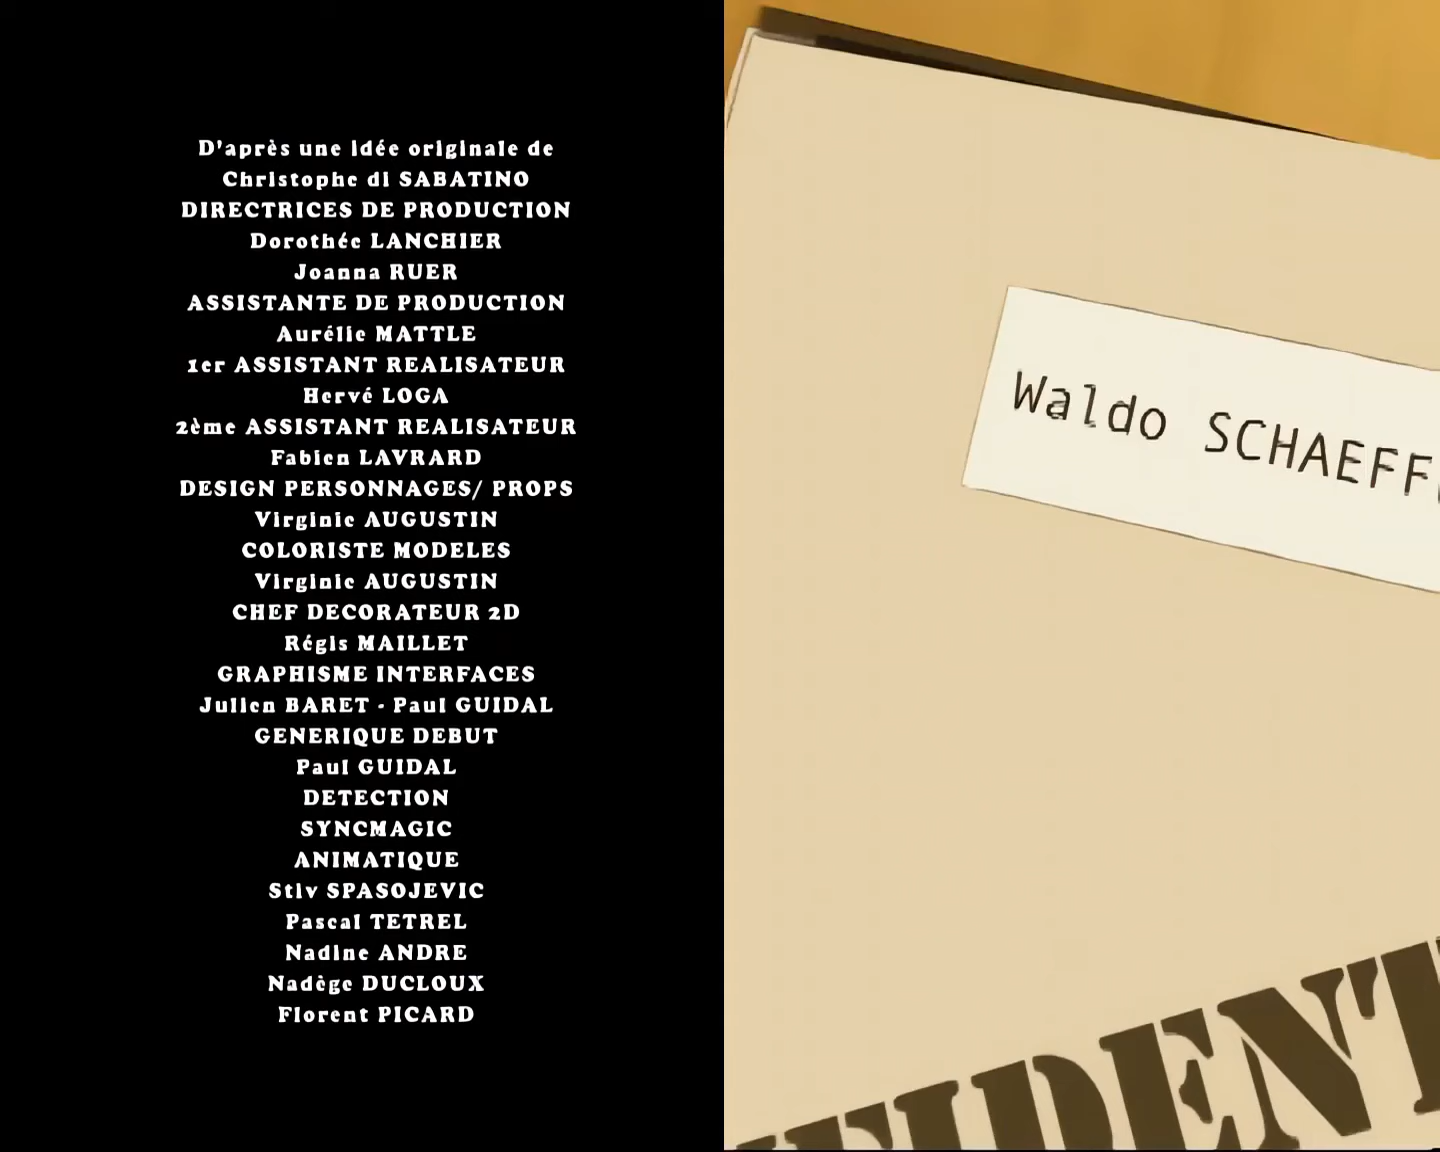 D'après une idée originale de
Christophe di SABATINO
DIRECTRICES DE PRODUCTION
Dorothée LANCHIER
Joanna RUER
ASSISTANTE DE PRODUCTION
Aurélie MATTLE
1er ASSISTANT REALISATEUR
Hervé LOGA
2ème ASSISTANT REALISATEUR
Fabien LAVRARD
DESIGN PERSONNAGES/ PROPS
Virginie AUGUSTIN
COLORISTE MODELES
Virginie AUGUSTIN
CHEF DECORATEUR 2D
Régis MAILLET
GRAPHISME INTERFACES
Julien BARET - Paul GUIDAL
GENERIQUE DEBUT
Paul GUIDAL
DETECTION
SYNCMAGIC
ANIMATIQUE
Stiv SPASOJEVIC
Pascal TETREL
Nadine ANDRE
Nadège DUCLOUX
Florent PICARD
Waldo SCHAEFF
FIDENT